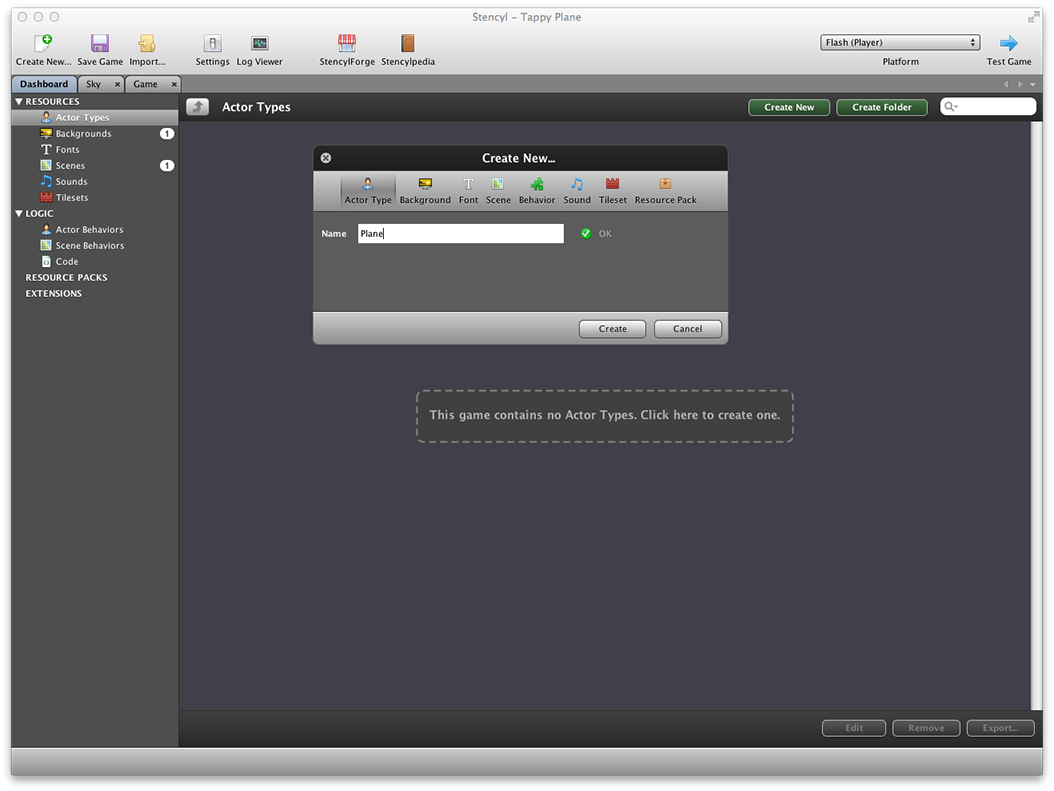 Stencyl - Tappy Plane
Create New... Save Game Import... Settings Log Viewer StencylForge Stencylpedia Flash (Player) Platform Test Game
Dashboard Sky × Game ×
RESOURCES
Actor Types
Backgrounds 1
Fonts
Scenes 1
Sounds
Tilesets
LOGIC
Actor Behaviors
Scene Behaviors
Code
RESOURCE PACKS
EXTENSIONS
Actor Types Create New Create Folder
Create New...
Actor Type Background Font Scene Behavior Sound Tileset Resource Pack
Name Plane OK
Create Cancel
This game contains no Actor Types. Click here to create one.
Edit Remove Export...